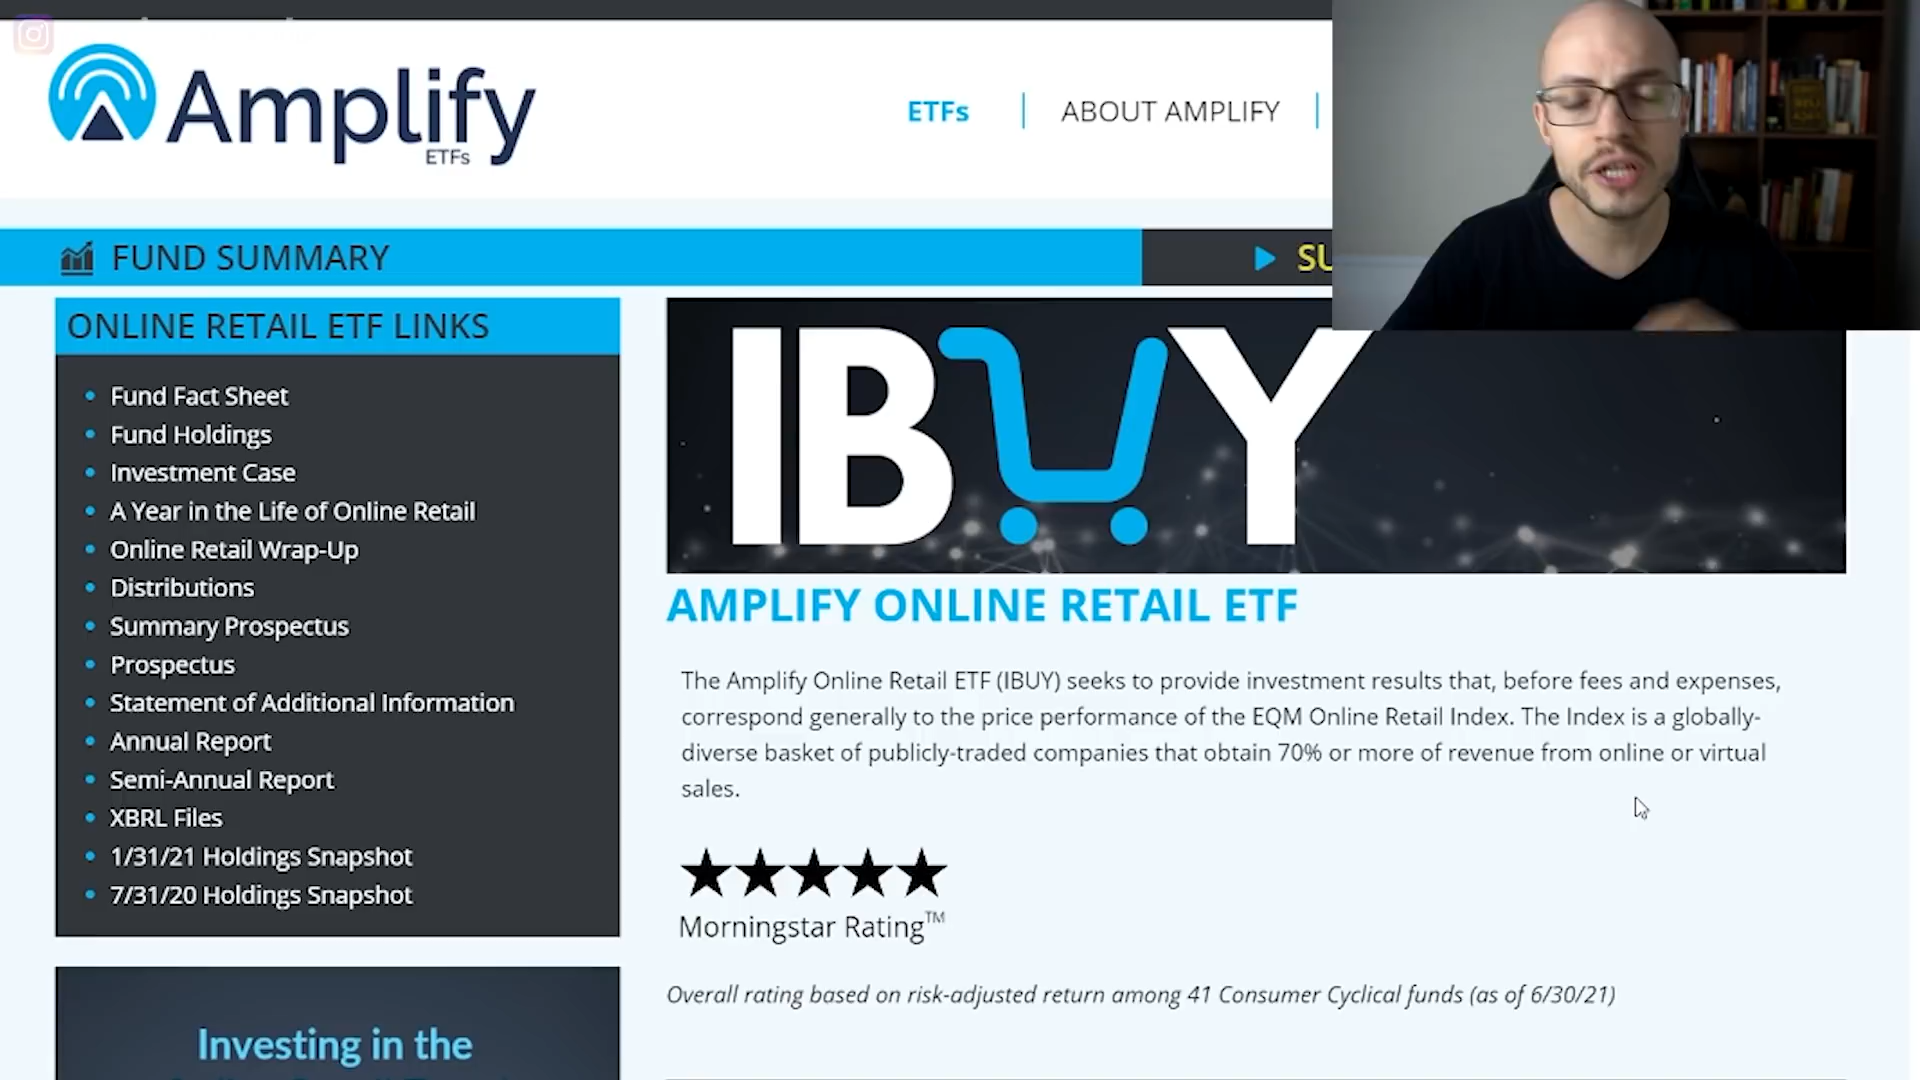 Amplify
ETFs
ETFs
ABOUT AMPLIFY
FUND SUMMARY
ONLINE RETAIL ETF LINKS
Fund Fact Sheet
Fund Holdings
Investment Case
A Year in the Life of Online Retail
Online Retail Wrap-Up
Distributions
Summary Prospectus
Prospectus
Statement of Additional Information
Annual Report
Semi-Annual Report
XBRL Files
1/31/21 Holdings Snapshot
7/31/20 Holdings Snapshot
Investing in the
IBUY
AMPLIFY ONLINE RETAIL ETF
The Amplify Online Retail ETF (IBUY) seeks to provide investment results that, before fees and expenses,
correspond generally to the price performance of the EQM Online Retail Index. The Index is a globally-
diverse basket of publicly-traded companies that obtain 70% or more of revenue from online or virtual
sales.
Morningstar Rating™
Overall rating based on risk-adjusted return among 41 Consumer Cyclical funds (as of 6/30/21)